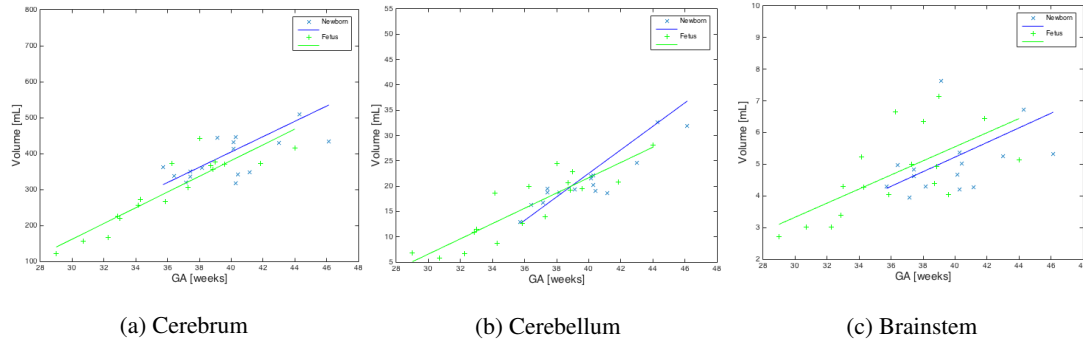 800
700
600
500
400
300
200
100
Volume [mL]
28 30 32 34 36 38 40 42 44 46 48
GA [weeks]
Newborn
Fetus
(a) Cerebrum
55
50
45
40
35
30
25
20
15
10
5
Volume [mL]
28 30 32 34 36 38 40 42 44 46 48
GA [weeks]
Newborn
Fetus
(b) Cerebellum
10
9
8
7
6
5
4
3
2
Volume [mL]
28 30 32 34 36 38 40 42 44 46 48
GA [weeks]
Newborn
Fetus
(c) Brainstem